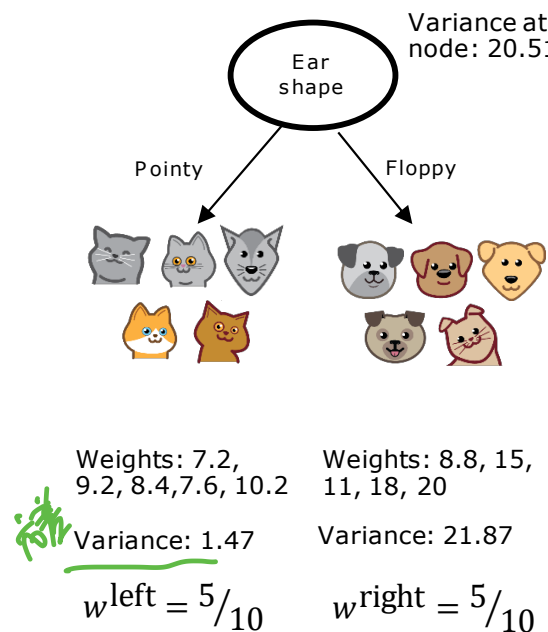 Variance at
node: 20.51
Ear
shape
Pointy
Floppy
Weights: 7.2,
9.2, 8.4,7.6, 10.2
Variance: 1.47
w^left = 5/10
Weights: 8.8, 15,
11, 18, 20
Variance: 21.87
w^right = 5/10